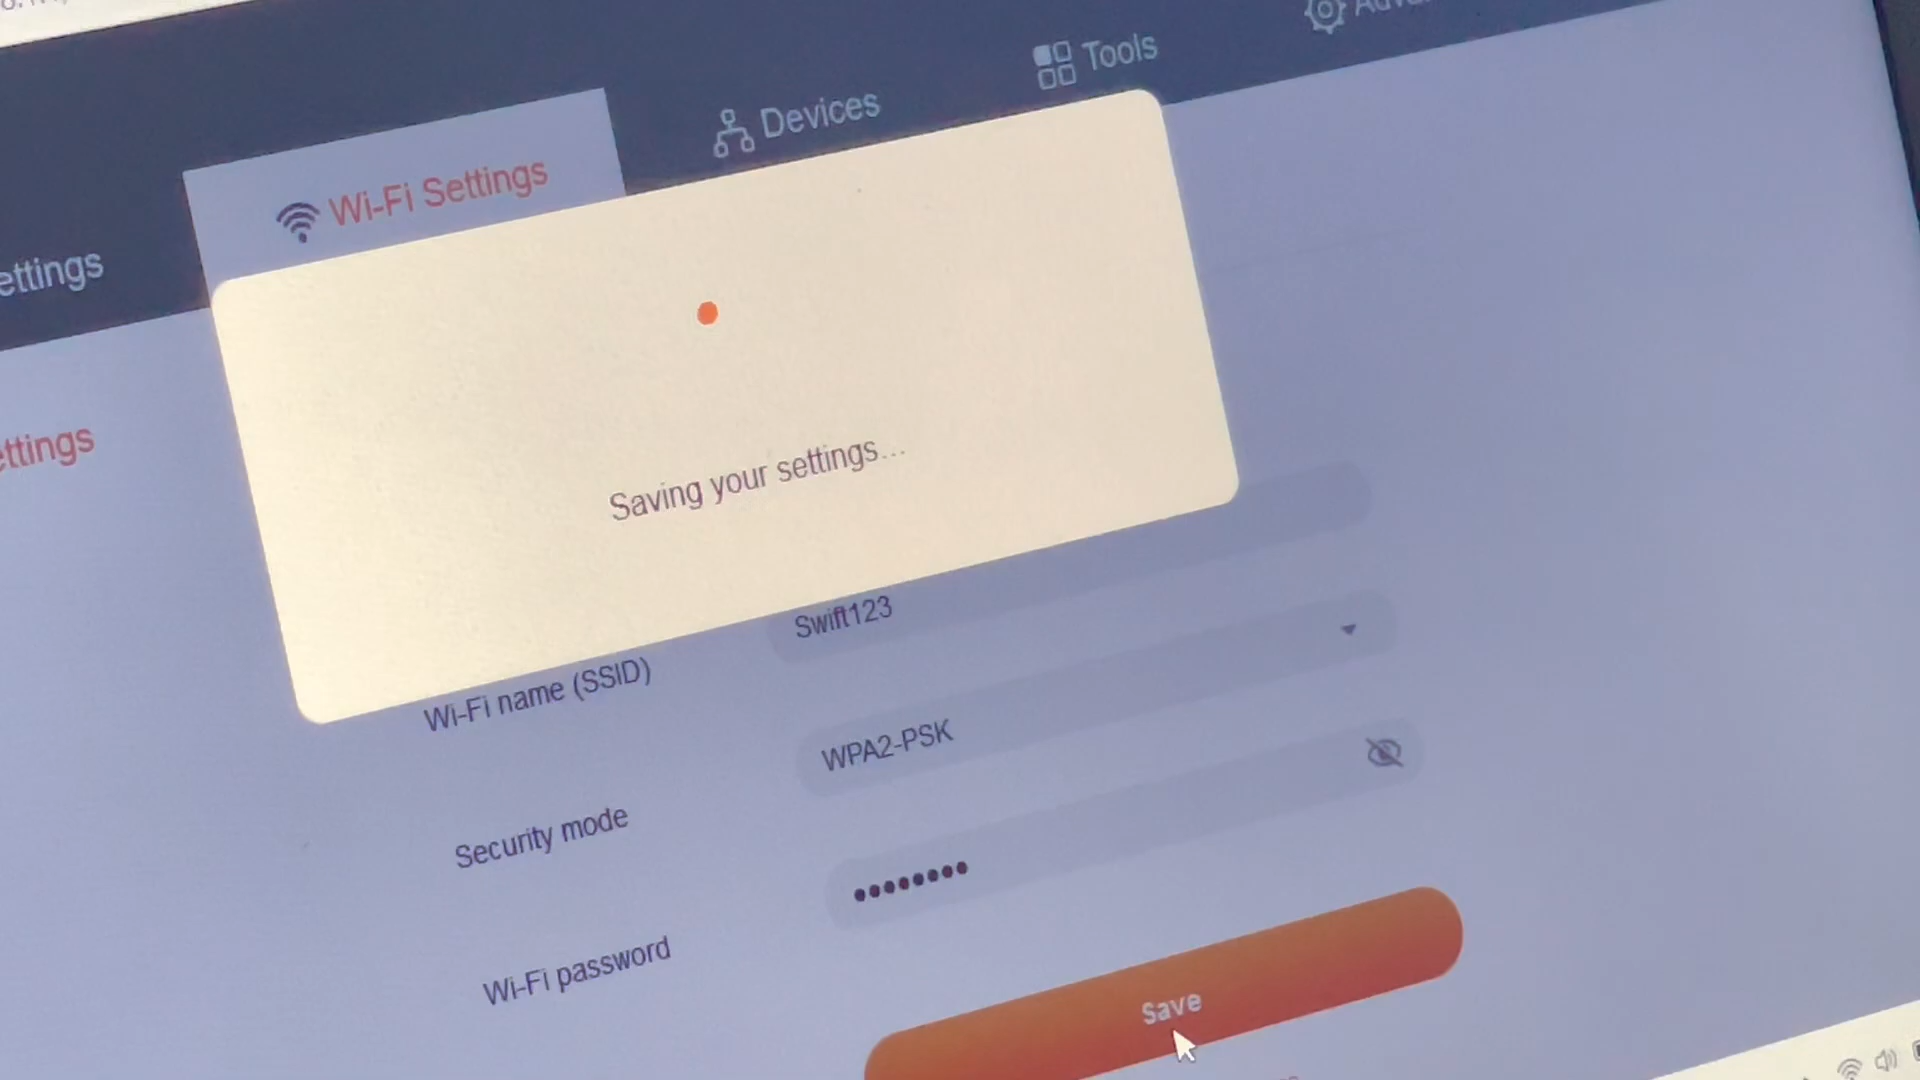 Tools
Devices
Wi-Fi Settings
ettings
ettings
Saving your settings...
Wi-Fi name (SSID)
Swift123
Security mode
WPA2-PSK
Wi-Fi password
••••••••
Save